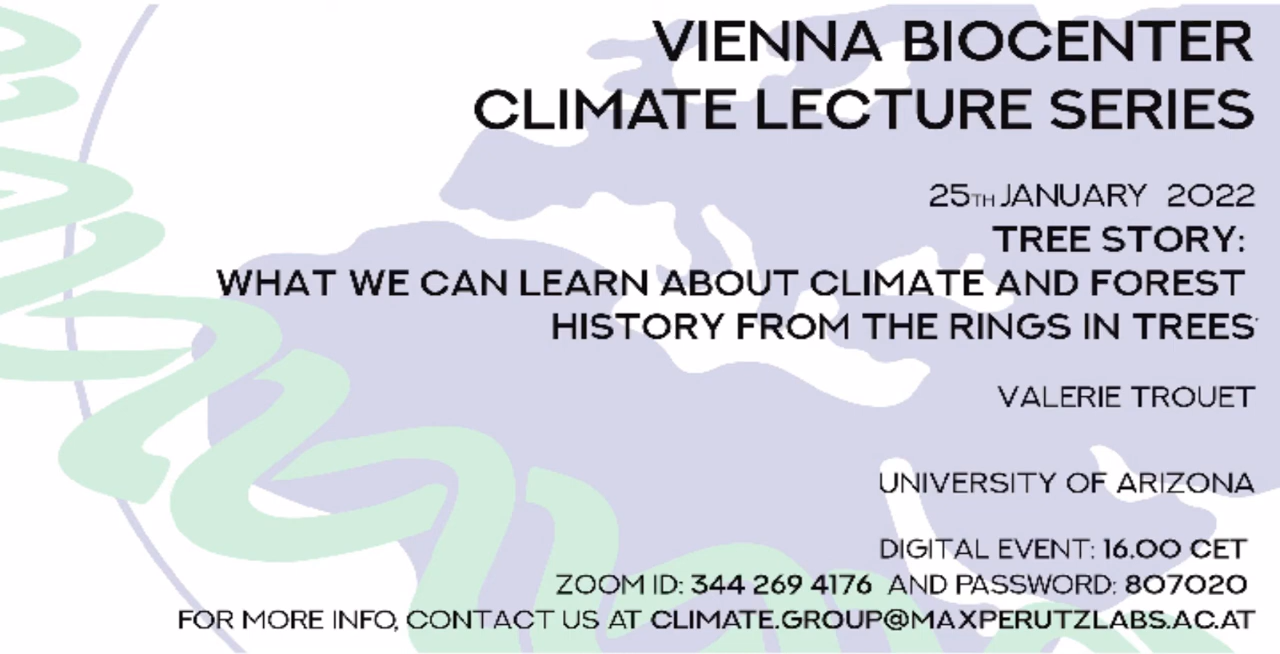 VIENNA BIOCENTER
CLIMATE LECTURE SERIES
25TH JANUARY 2022
TREE STORY:
WHAT WE CAN LEARN ABOUT CLIMATE AND FOREST
HISTORY FROM THE RINGS IN TREES'
VALERIE TROUET
UNIVERSITY OF ARIZONA
DIGITAL EVENT: 16.00 CET
ZOOM ID: 344 269 4176 AND PASSWORD: 807020
FOR MORE INFO, CONTACT US AT CLIMATE.GROUP@MAXPERUTZLABS.AC.AT